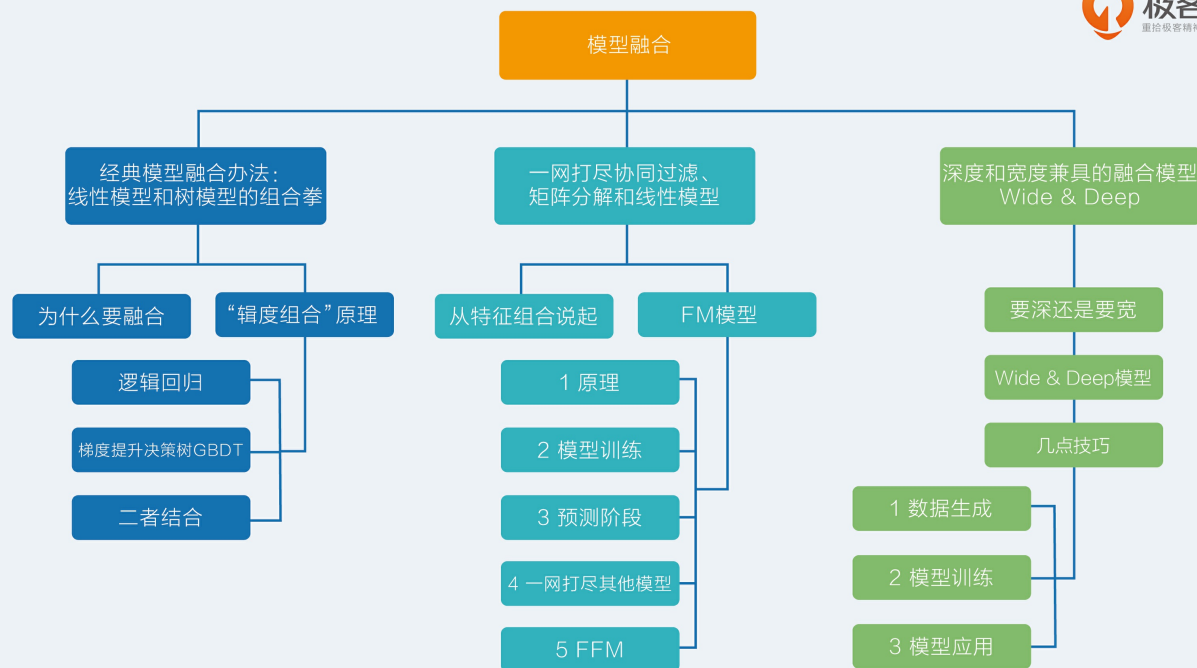 极客
重拾极客精神
模型融合
经典模型融合办法：
线性模型和树模型的组合拳
一网打尽协同过滤、
矩阵分解和线性模型
深度和宽度兼具的融合模型
Wide & Deep
为什么要融合
“辑度组合”原理
从特征组合说起
FM模型
要深还是要宽
逻辑回归
1 原理
Wide & Deep模型
梯度提升决策树GBDT
2 模型训练
几点技巧
二者结合
3 预测阶段
1 数据生成
4 一网打尽其他模型
2 模型训练
5 FFM
3 模型应用